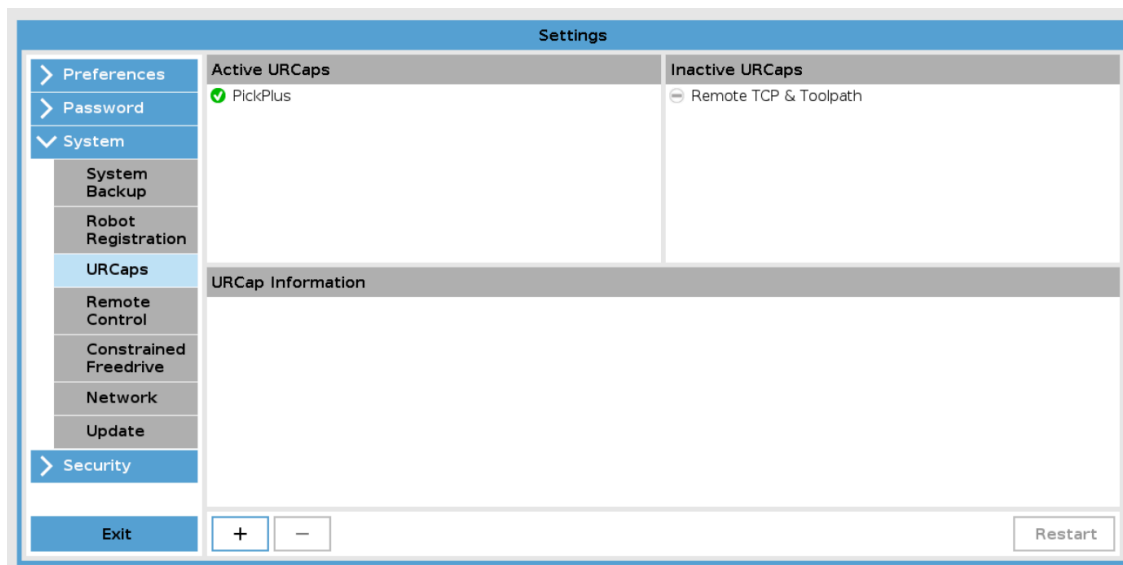 Settings
Preferences
Password
System
System
Backup
Robot
Registration
URCaps
Remote
Control
Constrained
Freedrive
Network
Update
Security
Exit
Active URCaps
PickPlus
Inactive URCaps
Remote TCP & Toolpath
URCap Information
+
−
Restart